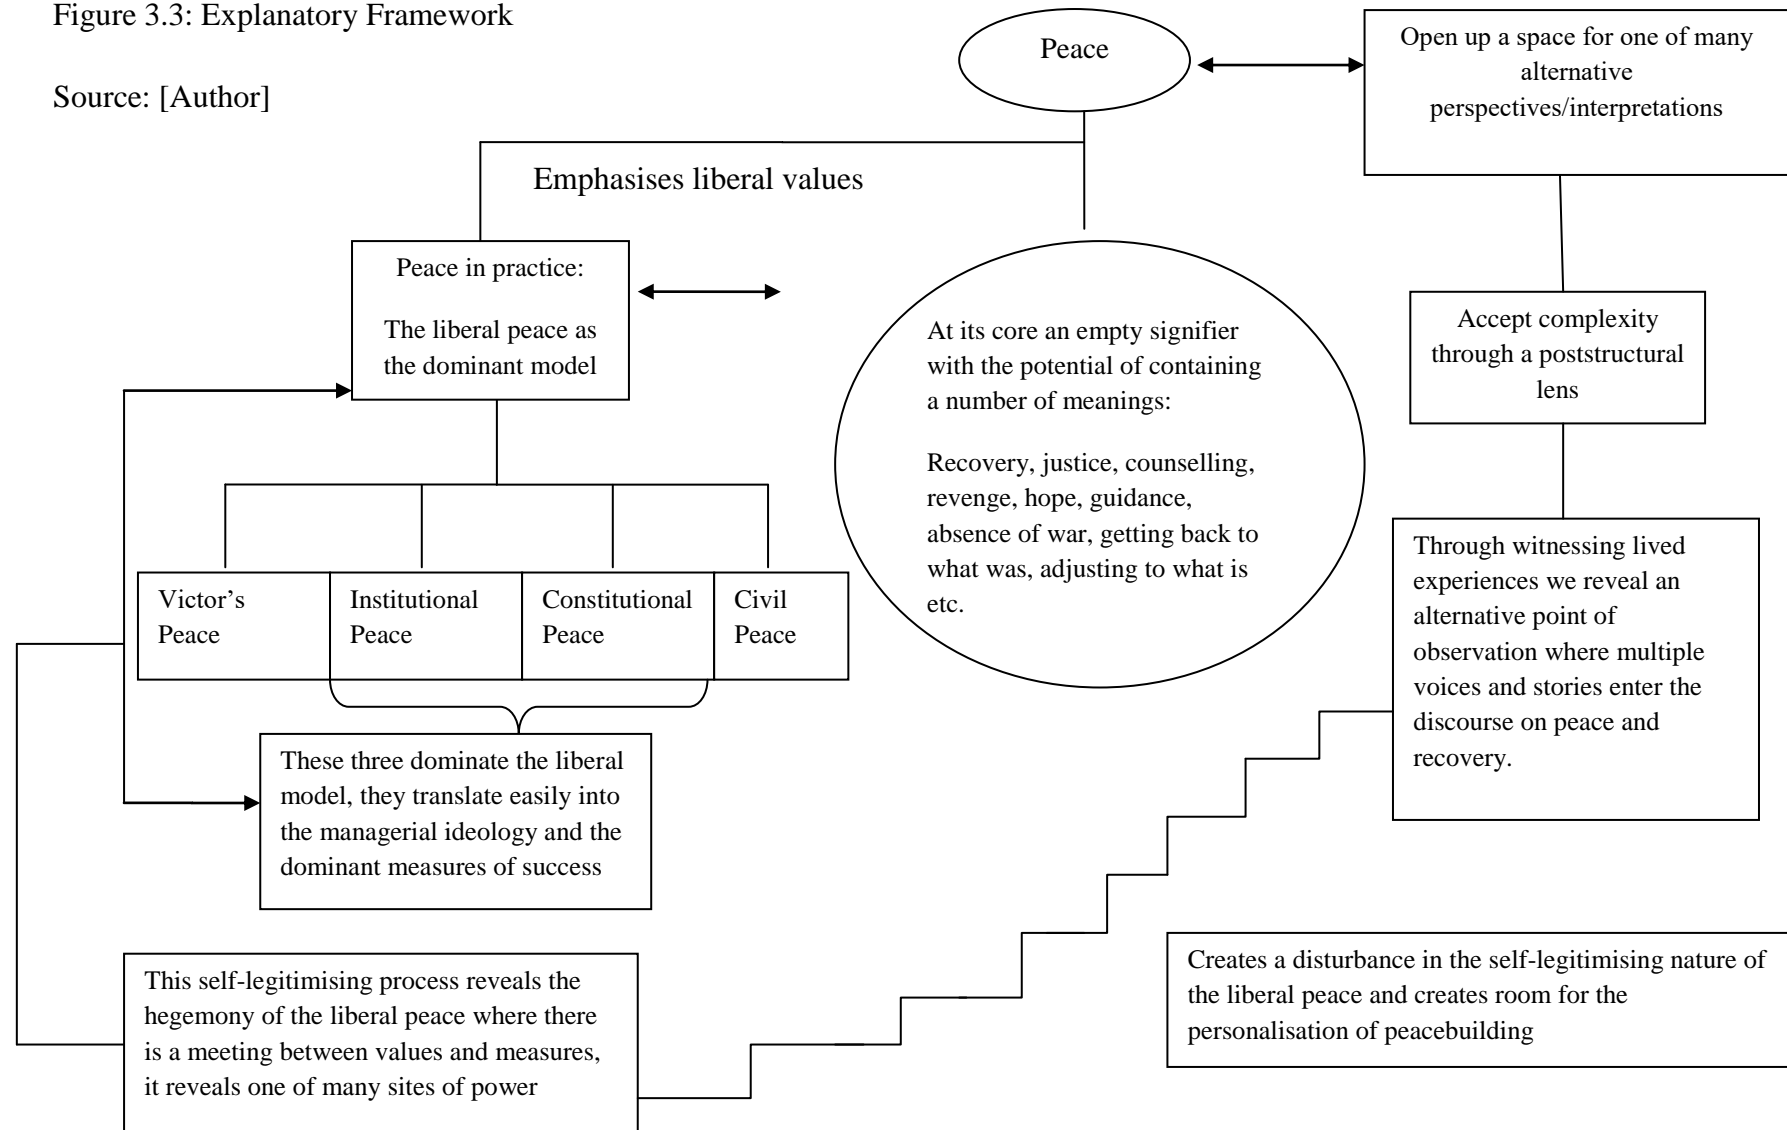 Figure 3.3: Explanatory Framework
Source: [Author]
Peace
Open up a space for one of many
alternative
perspectives/interpretations
Emphasises liberal values
Peace in practice:
The liberal peace as
the dominant model
At its core an empty signifier
with the potential of containing
a number of meanings:
Recovery, justice, counselling,
revenge, hope, guidance,
absence of war, getting back to
what was, adjusting to what is
etc.
Accept complexity
through a poststructural
lens
Through witnessing lived
experiences we reveal an
alternative point of
observation where multiple
voices and stories enter the
discourse on peace and
recovery.
Victor’s
Peace
Institutional
Peace
Constitutional
Peace
Civil
Peace
These three dominate the liberal
model, they translate easily into
the managerial ideology and the
dominant measures of success
This self-legitimising process reveals the
hegemony of the liberal peace where there
is a meeting between values and measures,
it reveals one of many sites of power
Creates a disturbance in the self-legitimising nature of
the liberal peace and creates room for the
personalisation of peacebuilding